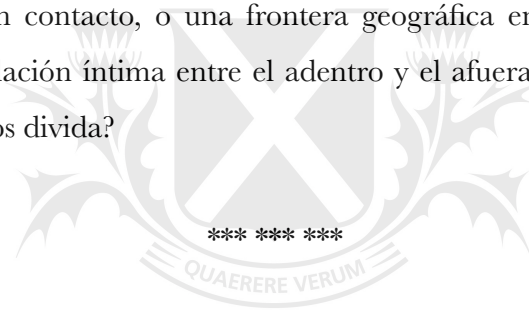 n contacto, o una frontera geográfica en
ación íntima entre el adentro y el afuera
os divida?
*** *** ***
QUAERERE VERUM